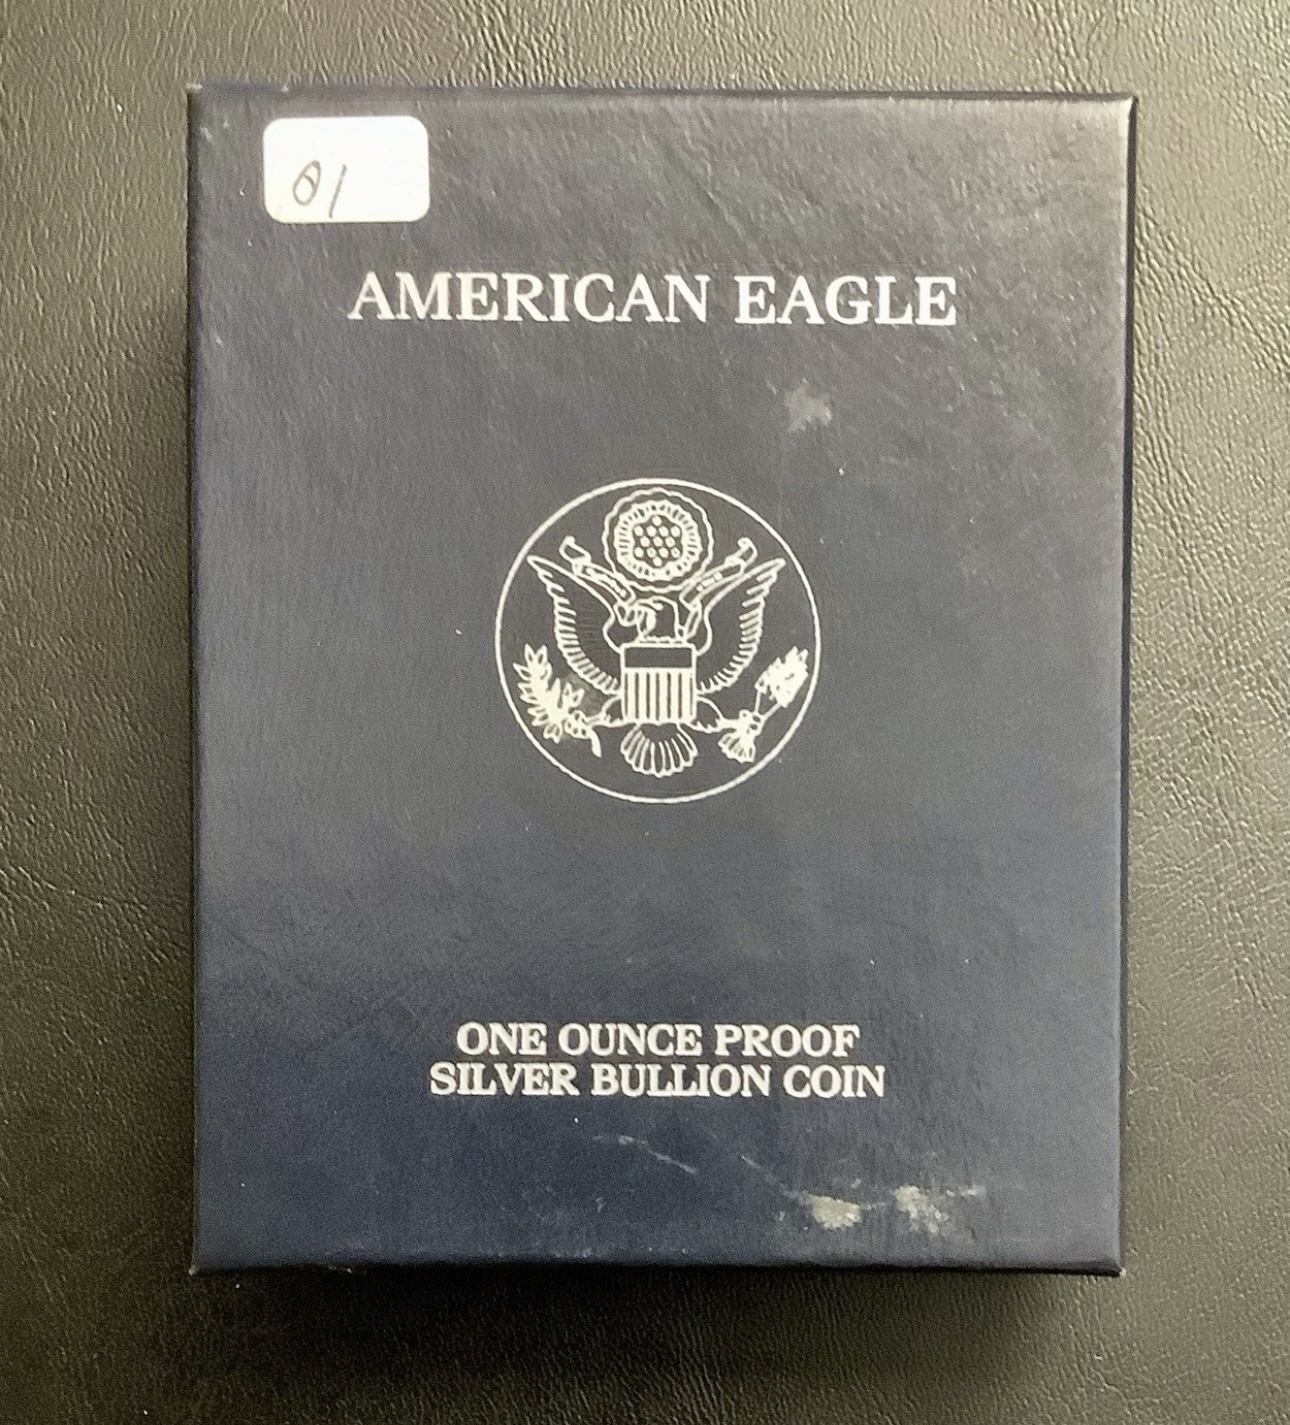 01
AMERICAN EAGLE
ONE OUNCE PROOF
SILVER BULLION COIN